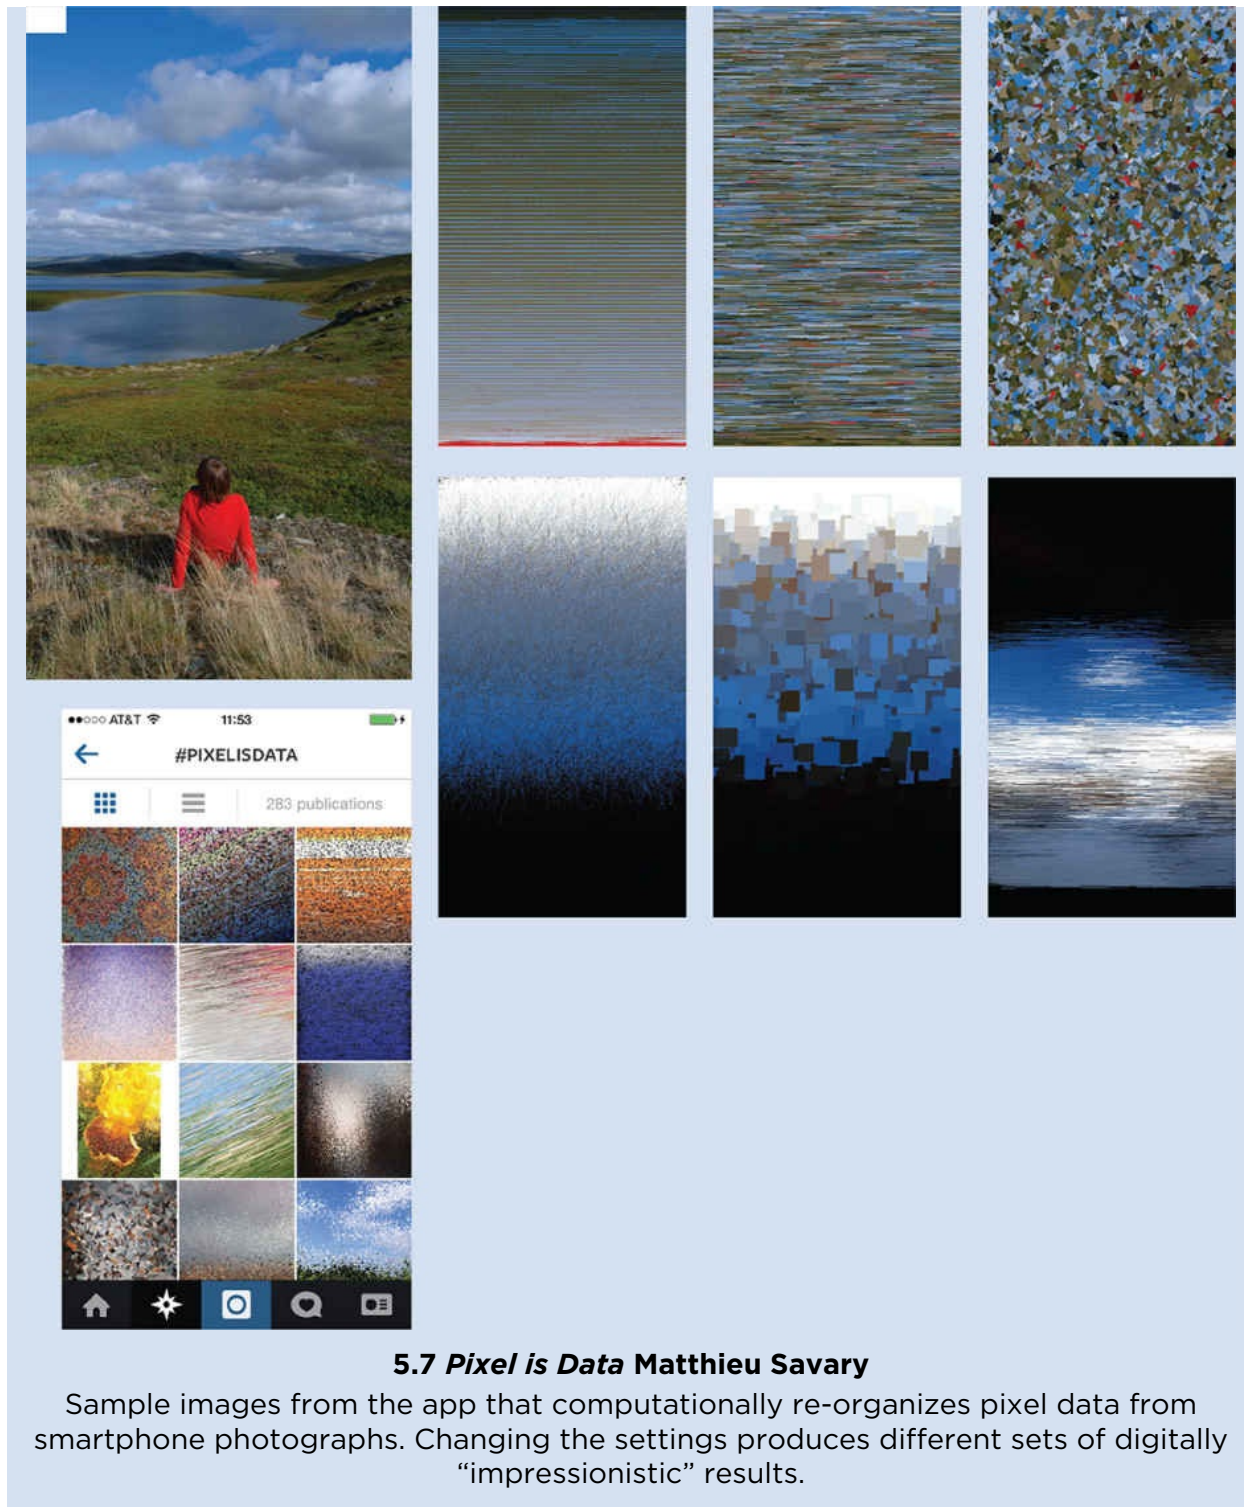 ●●○○○ AT&T 11:53
#PIXELISDATA
283 publications
5.7 Pixel is Data Matthieu Savary
Sample images from the app that computationally re-organizes pixel data from
smartphone photographs. Changing the settings produces different sets of digitally
“impressionistic” results.